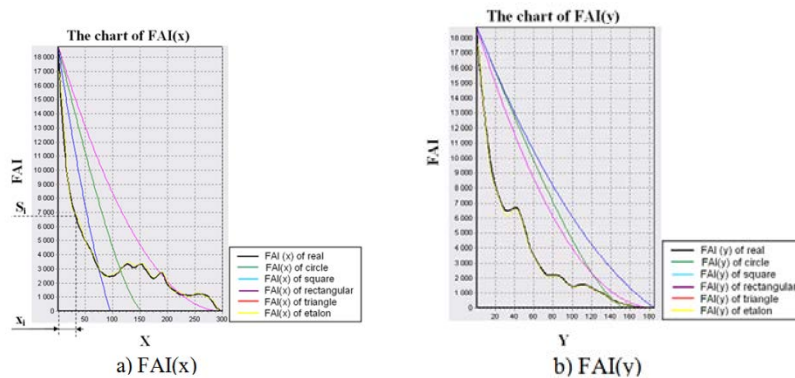 The chart of FAI(x)
FAI
18 000
17 000
16 000
15 000
14 000
13 000
12 000
11 000
10 000
9 000
8 000
7 000
6 000
5 000
4 000
3 000
2 000
1 000
0
Si
xi
50 100 150 200 250 300
X
FAI (x) of real
FAI(x) of circle
FAI(x) of square
FAI(x) of rectangular
FAI(x) of triangle
FAI(x) of etalon
a) FAI(x)
The chart of FAI(y)
FAI
18 000
17 000
16 000
15 000
14 000
13 000
12 000
11 000
10 000
9 000
8 000
7 000
6 000
5 000
4 000
3 000
2 000
1 000
0
20 40 60 80 100 120 140 160 180
Y
FAI (y) of real
FAI(y) of circle
FAI(y) of square
FAI(y) of rectangular
FAI(y) of triangle
FAI(y) of etalon
b) FAI(y)